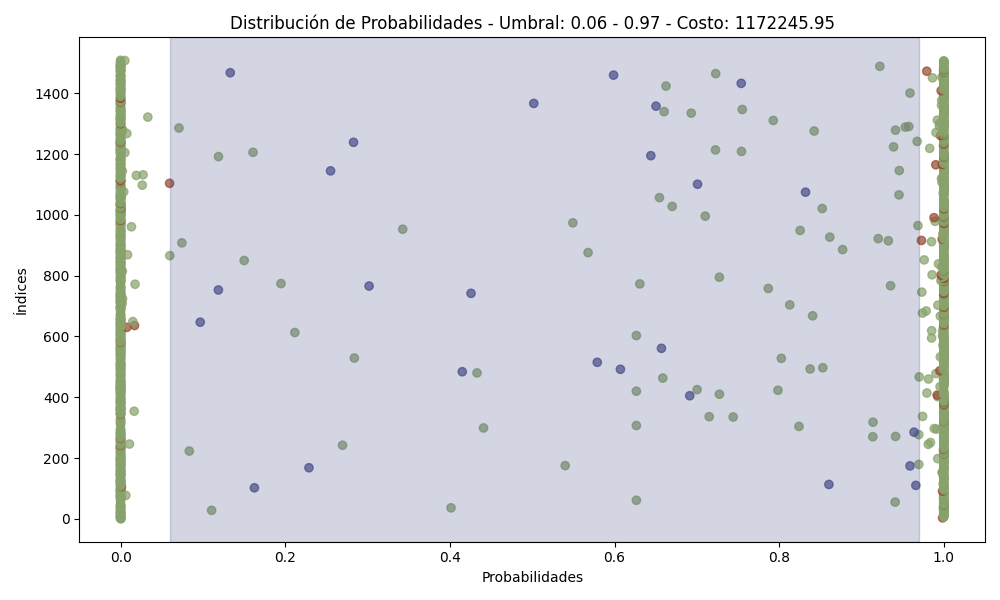 Distribución de Probabilidades - Umbral: 0.06 - 0.97 - Costo: 1172245.95
1400
1200
1000
800
600
400
200
0
Índices
0.0 0.2 0.4 0.6 0.8 1.0
Probabilidades